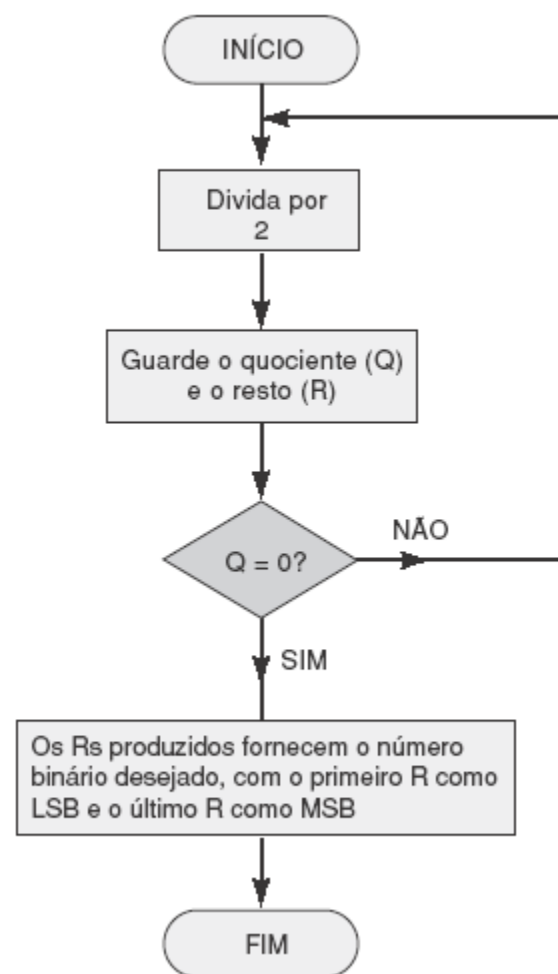 INÍCIO
Divida por
2
Guarde o quociente (Q)
e o resto (R)
Q = 0?
NÃO
SIM
Os Rs produzidos fornecem o número
binário desejado, com o primeiro R como
LSB e o último R como MSB
FIM